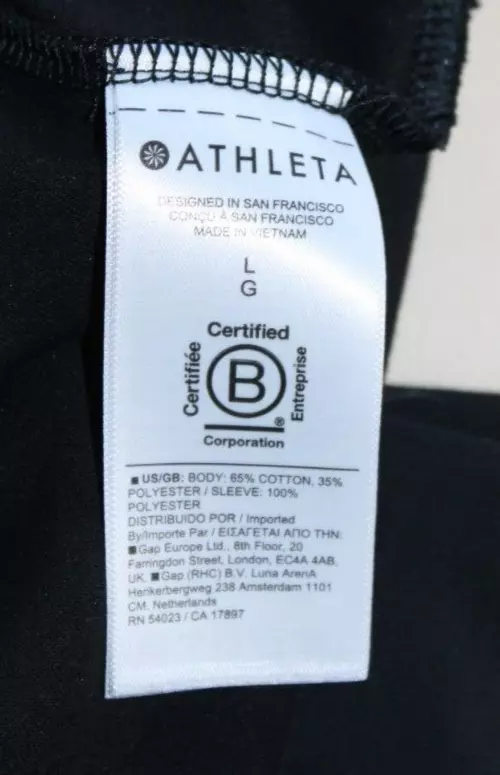 ATHLETA
DESIGNED IN SAN FRANCISCO
CONÇU À SAN FRANCISCO
MADE IN VIETNAM
L
G
Certified
Certifiée
B
Entreprise
®
Corporation
■ US/GB: BODY: 65% COTTON, 35%
POLYESTER / SLEEVE: 100%
POLYESTER
DISTRIBUIDO POR / Imported
By/Importe Par / ΕΙΣΑΓΕΤΑΙ ΑΠΟ ΤΗΝ:
■Gap Europe Ltd., 8th Floor, 20
Farringdon Street, London, EC4A 4AB,
UK. ■Gap (RHC) B.V. Luna ArenA
Herikerbergweg 238 Amsterdam 1101
CM. Netherlands
RN 54023 / CA 17897